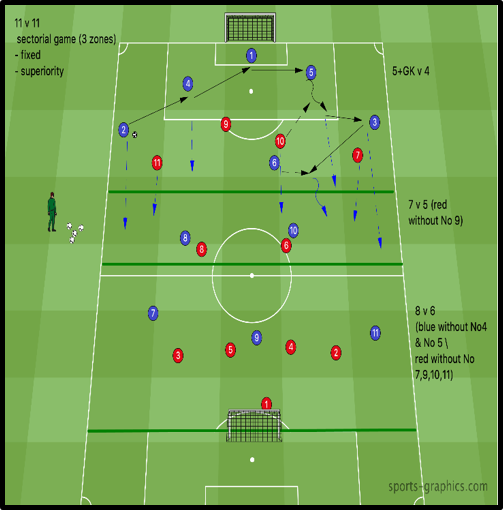 11 v 11
sectorial game (3 zones)
- fixed
- superiority
5+GK v 4
7 v 5 (red
without No 9)
8 v 6
(blue without No4
& No 5 \
red without No
7,9,10,11)
1
4
5
2
9
3
10
11
6
7
8
10
8
6
7
9
11
3
5
4
2
1
sports-graphics.com